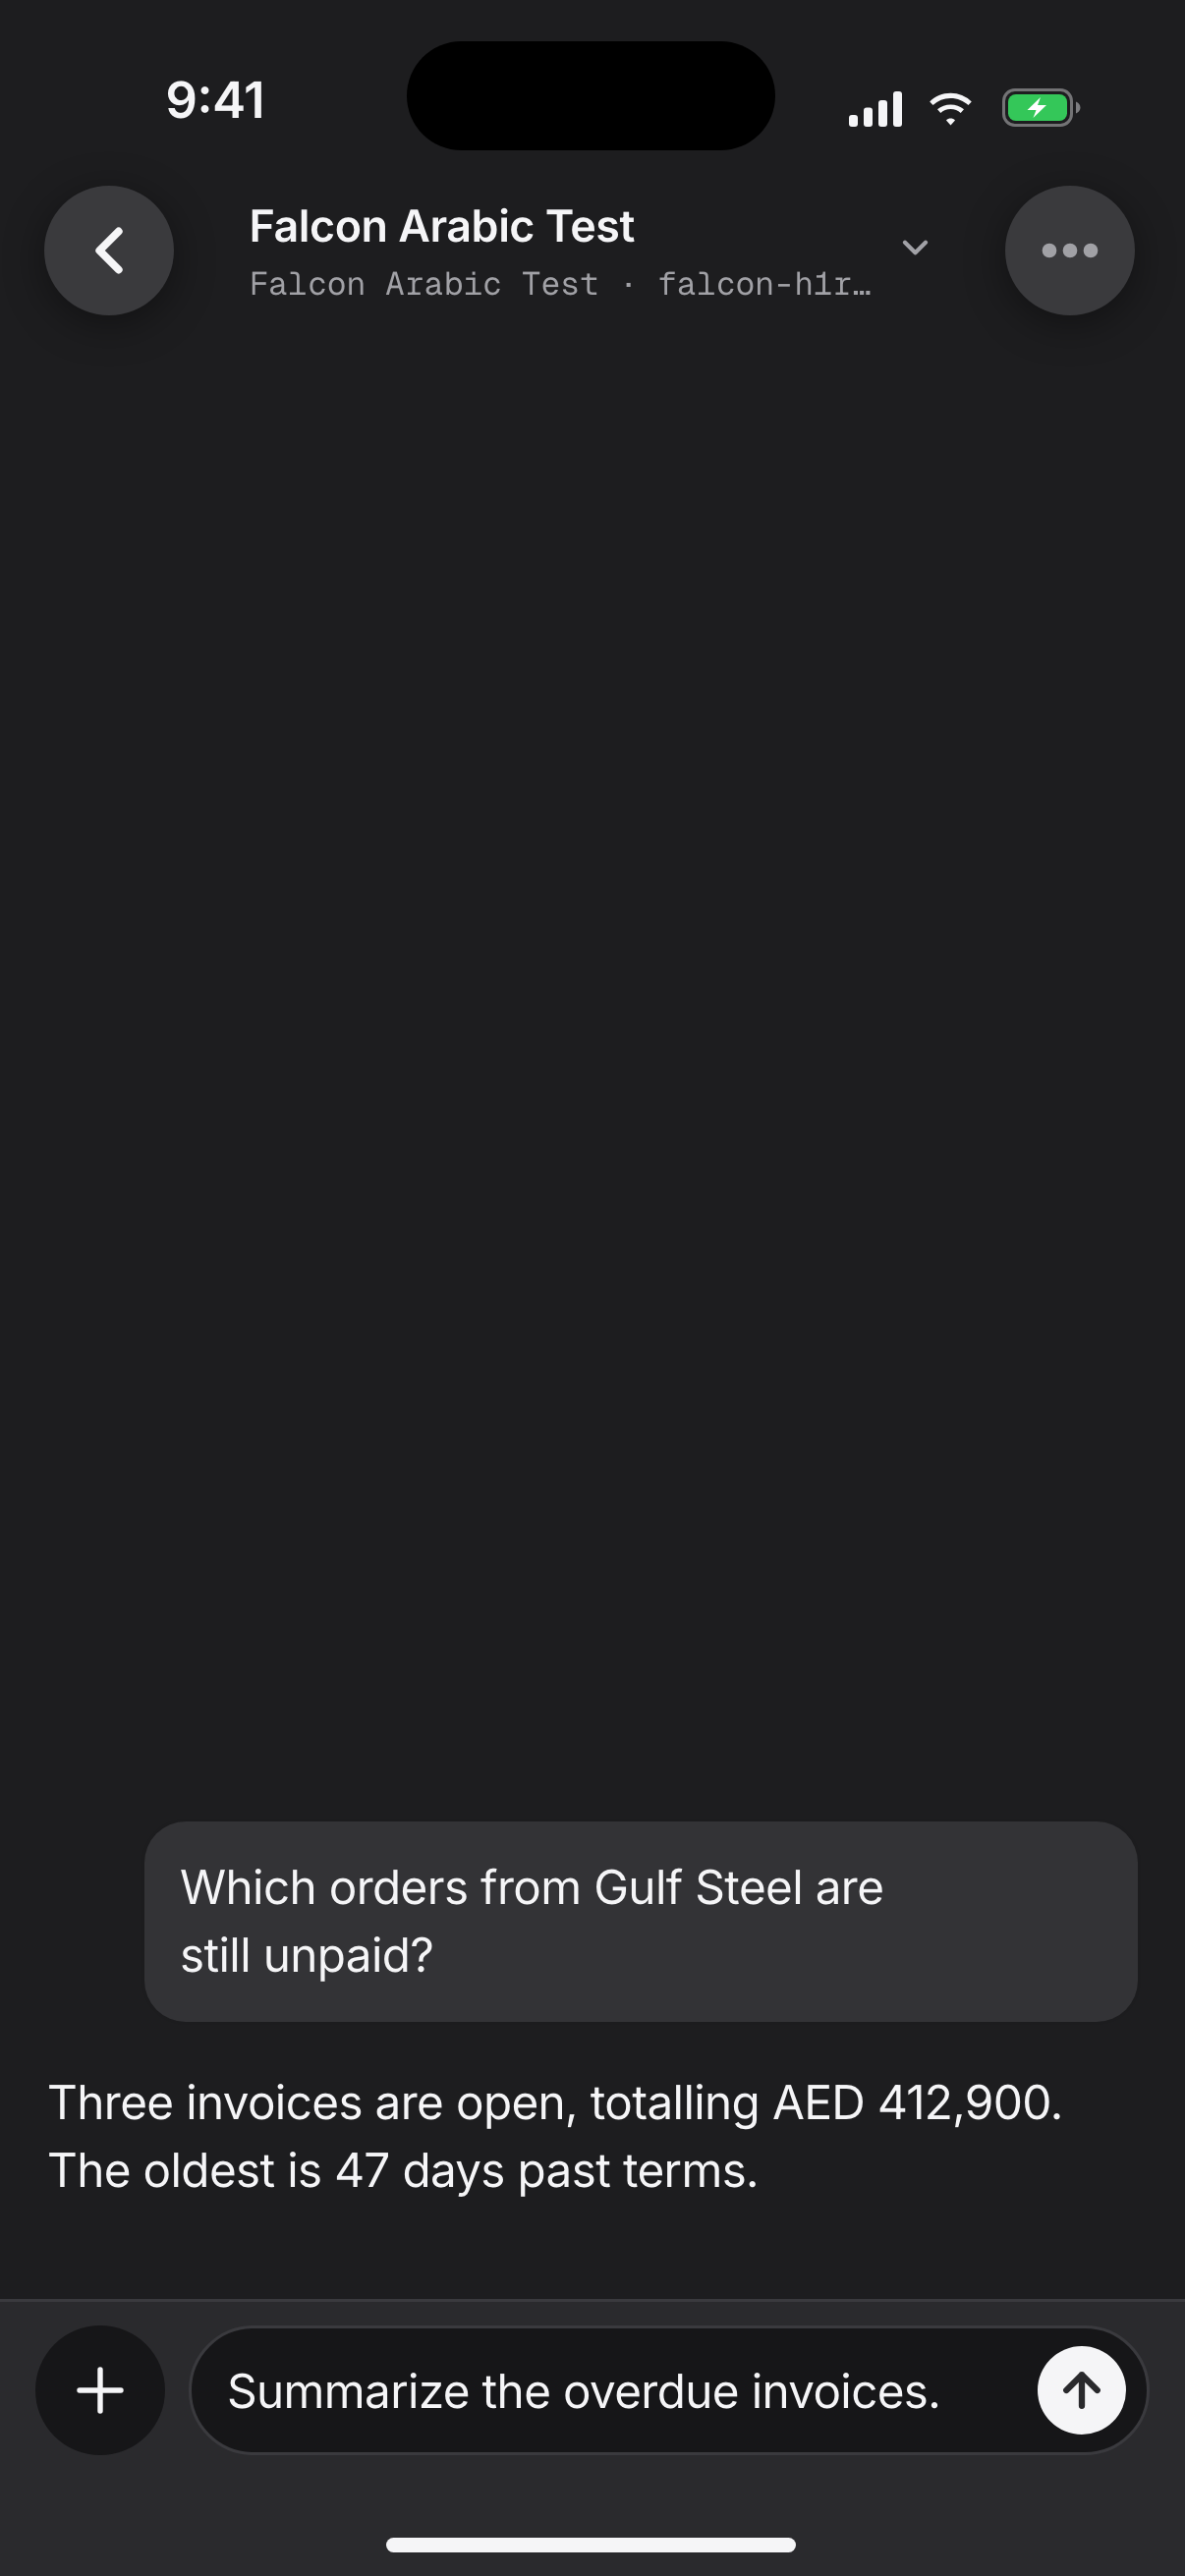 9:41
Falcon Arabic Test
Falcon Arabic Test · falcon-h1r…
Which orders from Gulf Steel are
still unpaid?
Three invoices are open, totalling AED 412,900.
The oldest is 47 days past terms.
Summarize the overdue invoices.